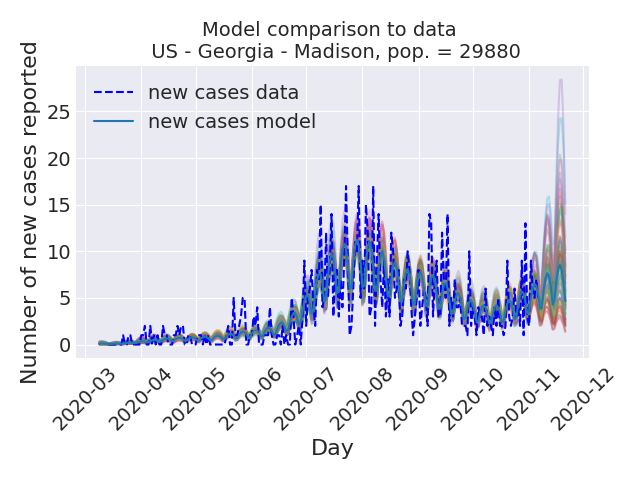 Model comparison to data
US - Georgia - Madison, pop. = 29880
Number of new cases reported
25
20
15
10
5
0
new cases data
new cases model
2020-03
2020-04
2020-05
2020-06
2020-07
2020-08
2020-09
2020-10
2020-11
2020-12
Day